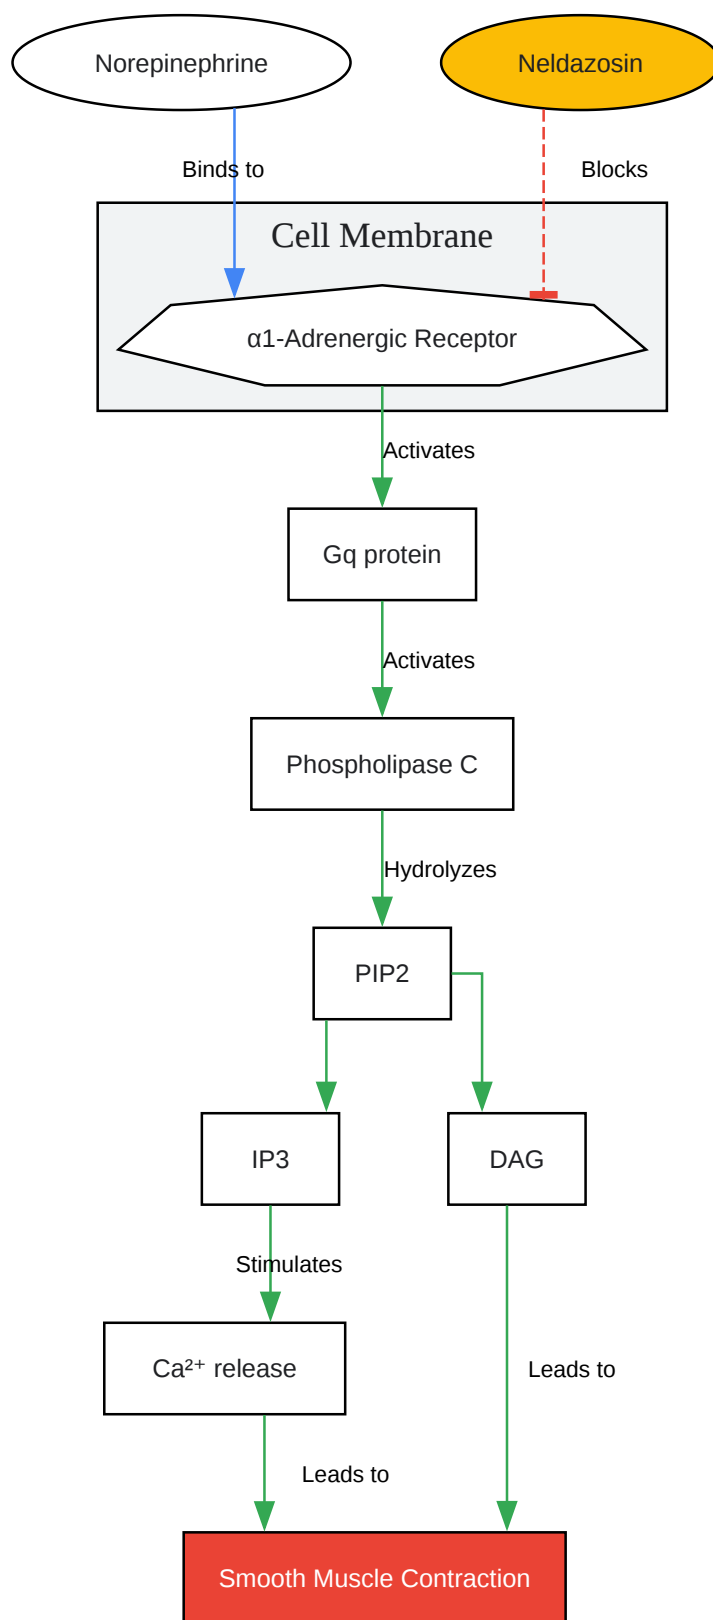 Norepinephrine
Neldazosin
Binds to
Blocks
Cell Membrane
α1-Adrenergic Receptor
Activates
Gq protein
Activates
Phospholipase C
Hydrolyzes
PIP2
IP3
DAG
Stimulates
Ca²⁺ release
Leads to
Leads to
Smooth Muscle Contraction